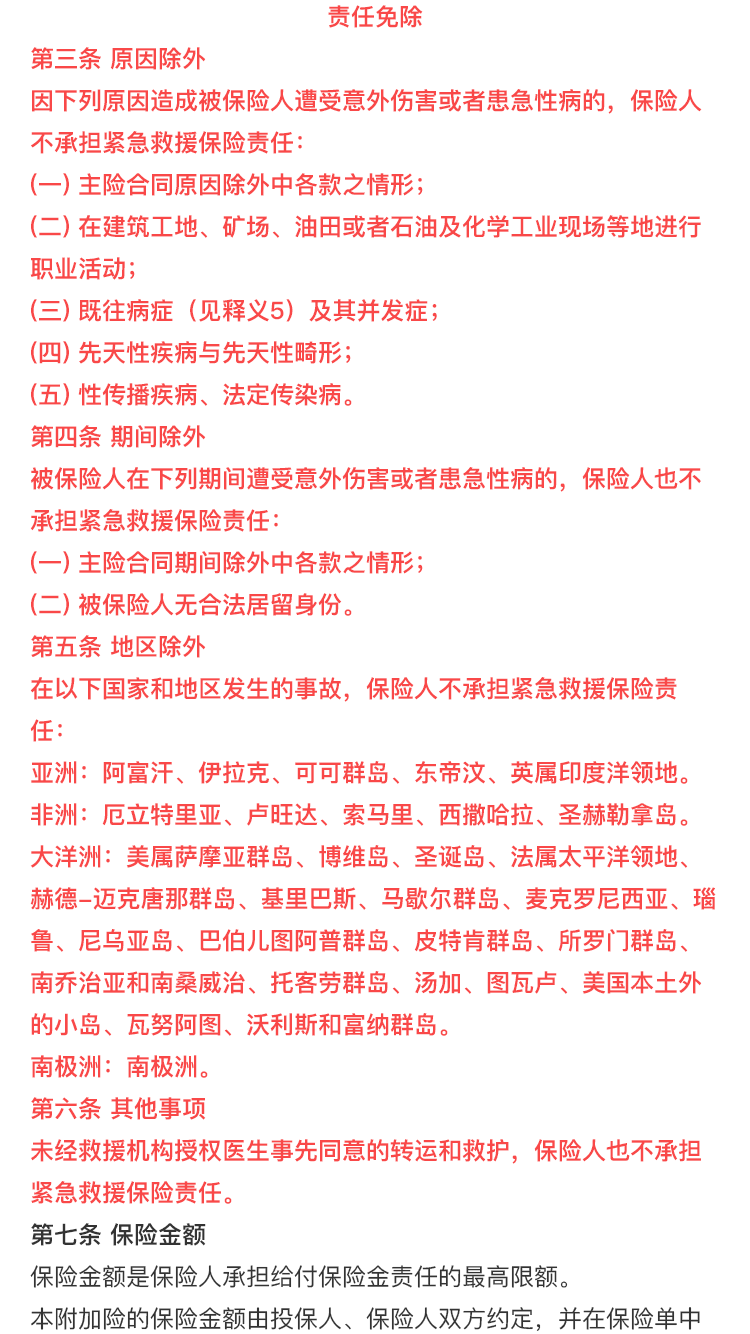 责任免除
第三条 原因除外
因下列原因造成被保险人遭受意外伤害或者患急性病的，保险人
不承担紧急救援保险责任：
(一) 主险合同原因除外中各款之情形；
(二) 在建筑工地、矿场、油田或者石油及化学工业现场等地进行
职业活动；
(三) 既往病症（见释义5）及其并发症；
(四) 先天性疾病与先天性畸形；
(五) 性传播疾病、法定传染病。
第四条 期间除外
被保险人在下列期间遭受意外伤害或者患急性病的，保险人也不
承担紧急救援保险责任：
(一) 主险合同期间除外中各款之情形；
(二) 被保险人无合法居留身份。
第五条 地区除外
在以下国家和地区发生的事故，保险人不承担紧急救援保险责
任：
亚洲：阿富汗、伊拉克、可可群岛、东帝汶、英属印度洋领地。
非洲：厄立特里亚、卢旺达、索马里、西撒哈拉、圣赫勒拿岛。
大洋洲：美属萨摩亚群岛、博维岛、圣诞岛、法属太平洋领地、
赫德-迈克唐那群岛、基里巴斯、马歇尔群岛、麦克罗尼西亚、瑙
鲁、尼乌亚岛、巴伯儿图阿普群岛、皮特肯群岛、所罗门群岛、
南乔治亚和南桑威治、托客劳群岛、汤加、图瓦卢、美国本土外
的小岛、瓦努阿图、沃利斯和富纳群岛。
南极洲：南极洲。
第六条 其他事项
未经救援机构授权医生事先同意的转运和救护，保险人也不承担
紧急救援保险责任。
第七条 保险金额
保险金额是保险人承担给付保险金责任的最高限额。
本附加险的保险金额由投保人、保险人双方约定，并在保险单中